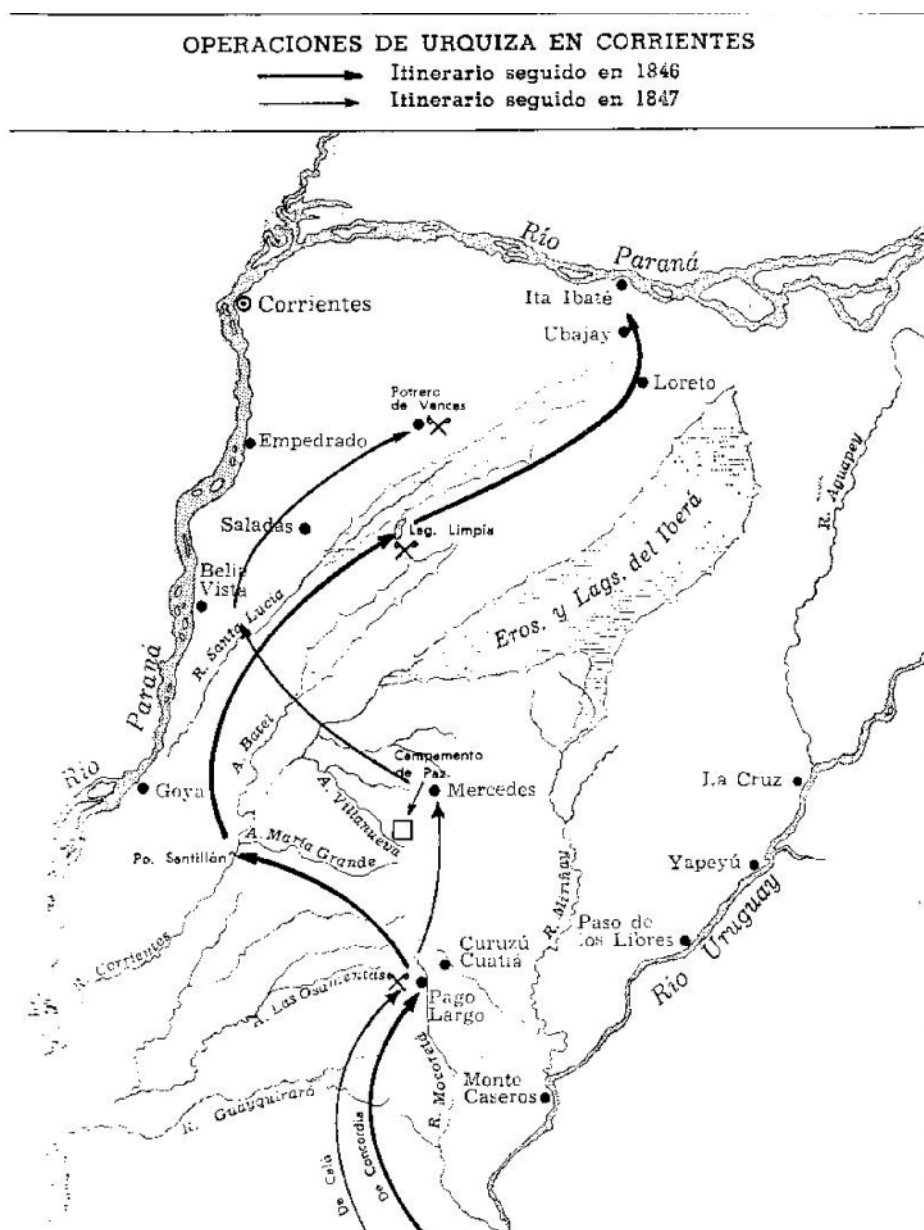 OPERACIONES DE URQUIZA EN CORRIENTES
Itinerario seguido en 1846
Itinerario seguido en 1847
Río
Paraná
Ita Ibaté
Corrientes
Ubajay
Loreto
Potrero
de Vences
Empedrado
R. Aguapey
Saladas
Lag. Limpia
Bella
Vista
Eros. y Lags. del Iberá
R. Santa Lucía
Río
Paraná
A. Batel
Campamento
de Paz.
Goya
Mercedes
La Cruz
A. Villanueva
A. María Grande
Po. Santillán
Yapeyú
R. Miriñay
Paso de
los Libres
Río Uruguay
R. Corrientes
Curuzú
Cuatiá
A. Las Osamentas
Pago
Largo
R. Mocoretá
Monte
Caseros
R. Guayquiraró
De Calá
De Concordia